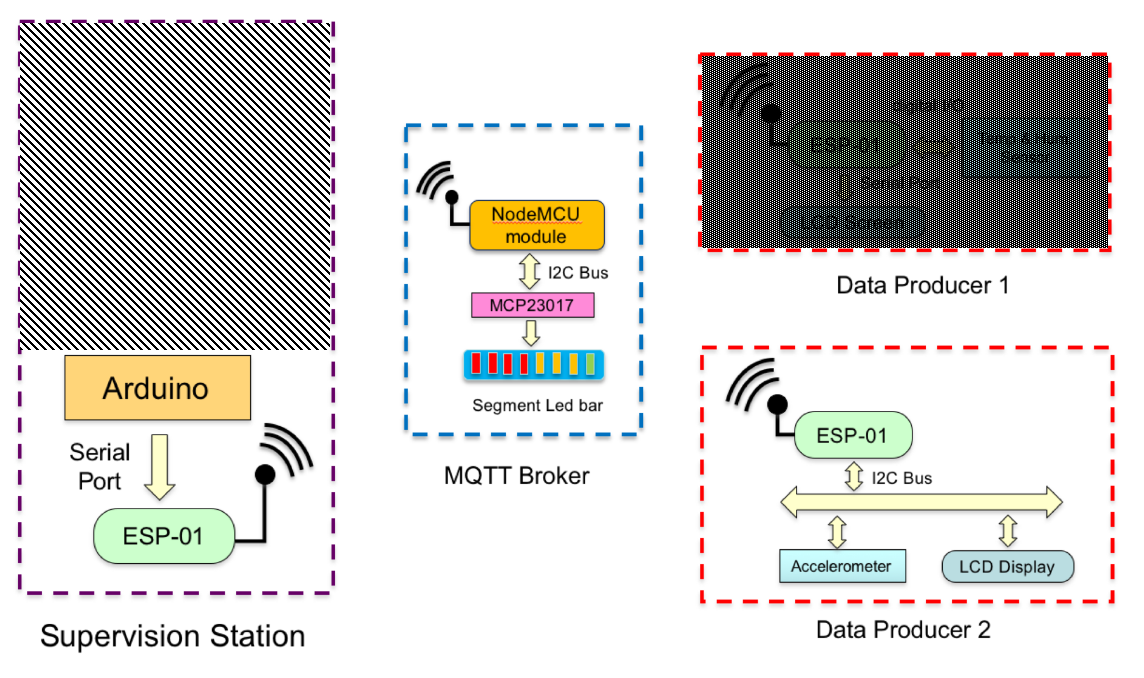 Arduino
Serial
Port
ESP-01
Supervision Station
NodeMCU
module
I2C Bus
MCP23017
Segment Led bar
MQTT Broker
Digital I/O
ESP-01
Sensor
Serial Port
LCD Screen
Data Producer 1
ESP-01
I2C Bus
Accelerometer
LCD Display
Data Producer 2